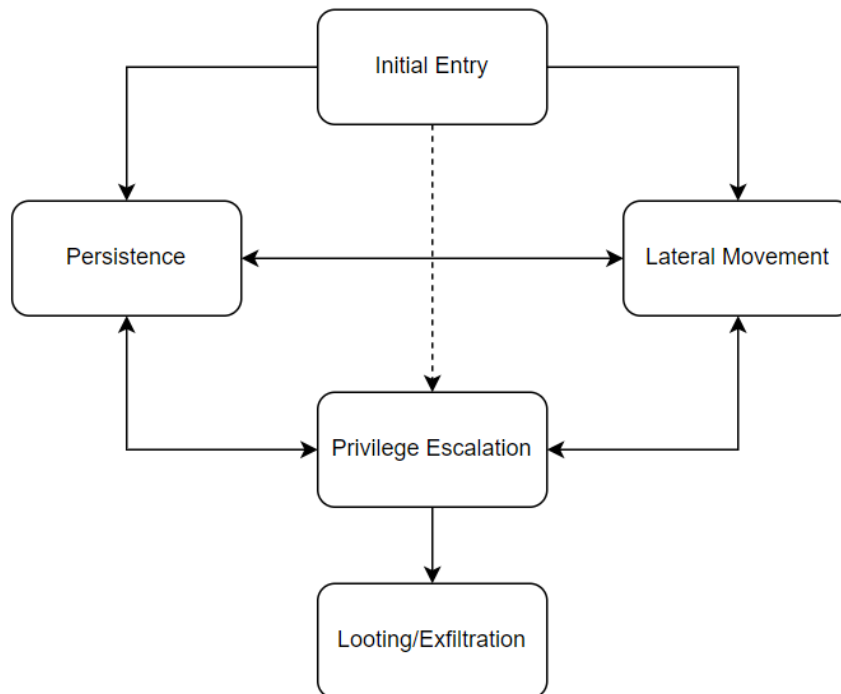 Initial Entry
Persistence
Lateral Movement
Privilege Escalation
Looting/Exfiltration